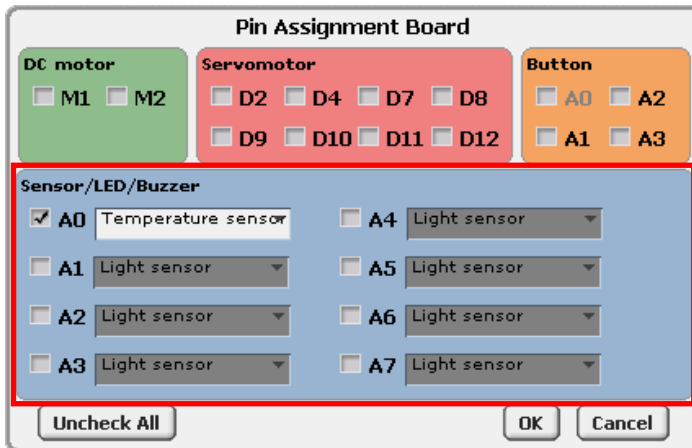 Pin Assignment Board
DC motor
M1 M2
Servomotor
D2 D4 D7 D8
D9 D10 D11 D12
Button
A0 A2
A1 A3
Sensor/LED/Buzzer
A0 Temperature sensor
A4 Light sensor
A1 Light sensor
A5 Light sensor
A2 Light sensor
A6 Light sensor
A3 Light sensor
A7 Light sensor
Uncheck All
OK
Cancel